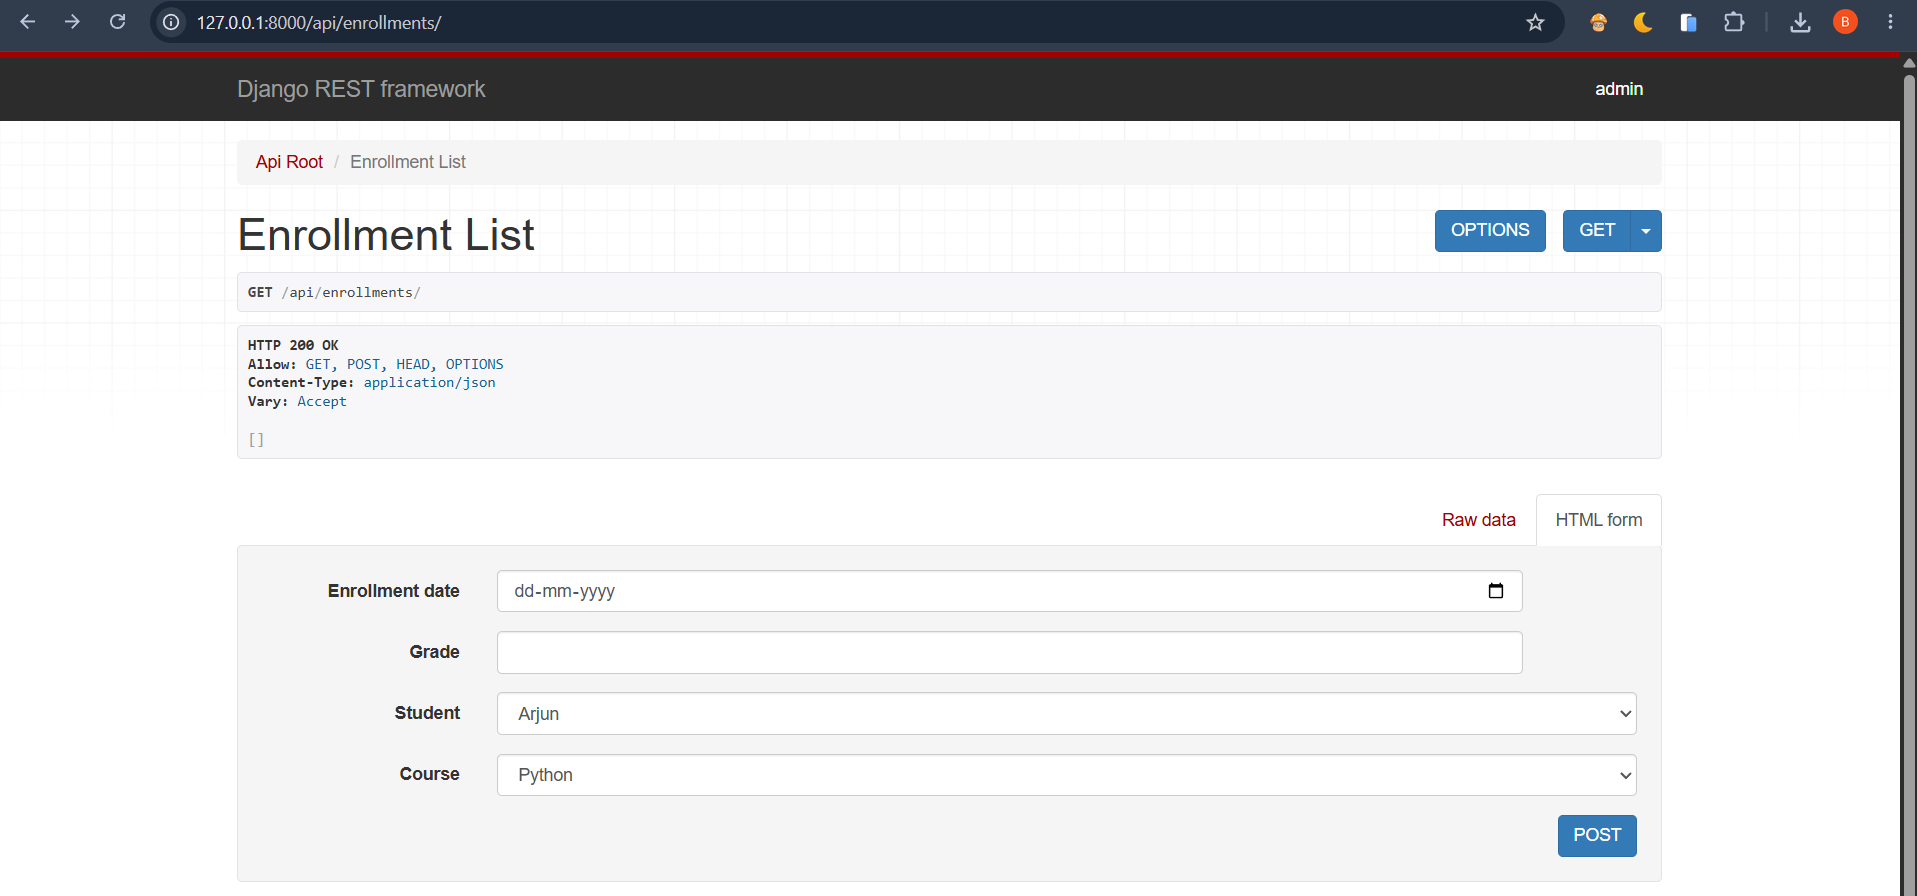 127.0.0.1:8000/api/enrollments/
B
Django REST framework
admin
Api Root / Enrollment List
Enrollment List
OPTIONS
GET
GET /api/enrollments/
HTTP 200 OK
Allow: GET, POST, HEAD, OPTIONS
Content-Type: application/json
Vary: Accept
[]
Raw data
HTML form
Enrollment date
dd-mm-yyyy
Grade
Student
Arjun
Course
Python
POST